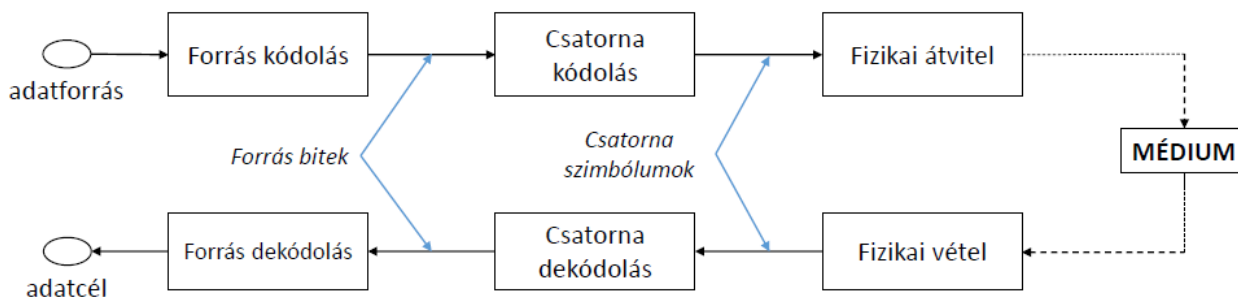 Forrás kódolás
Csatorna
kódolás
Fizikai átvitel
adatforrás
Forrás bitek
Csatorna
szimbólumok
MÉDIUM
Forrás dekódolás
Csatorna
dekódolás
Fizikai vétel
adatcél